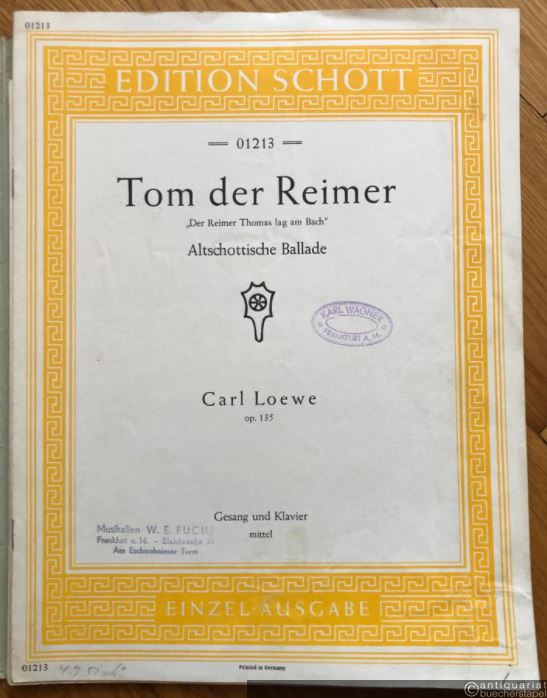 01213
EDITION SCHOTT
01213
Tom der Reimer
„Der Reimer Thomas lag am Bach"
Altschottische Ballade
KARL WAGNER
FRANKFURT A. M.
Carl Loewe
op. 135
Gesang und Klavier
mittel
Musikalien W. E. FUCHS
Frankfurt a. M. - Bleichstraße
Am Eschenheimer Turm
EINZEL-AUSGABE
01213
Printed in Germany
©antiquariat
buecherstapel